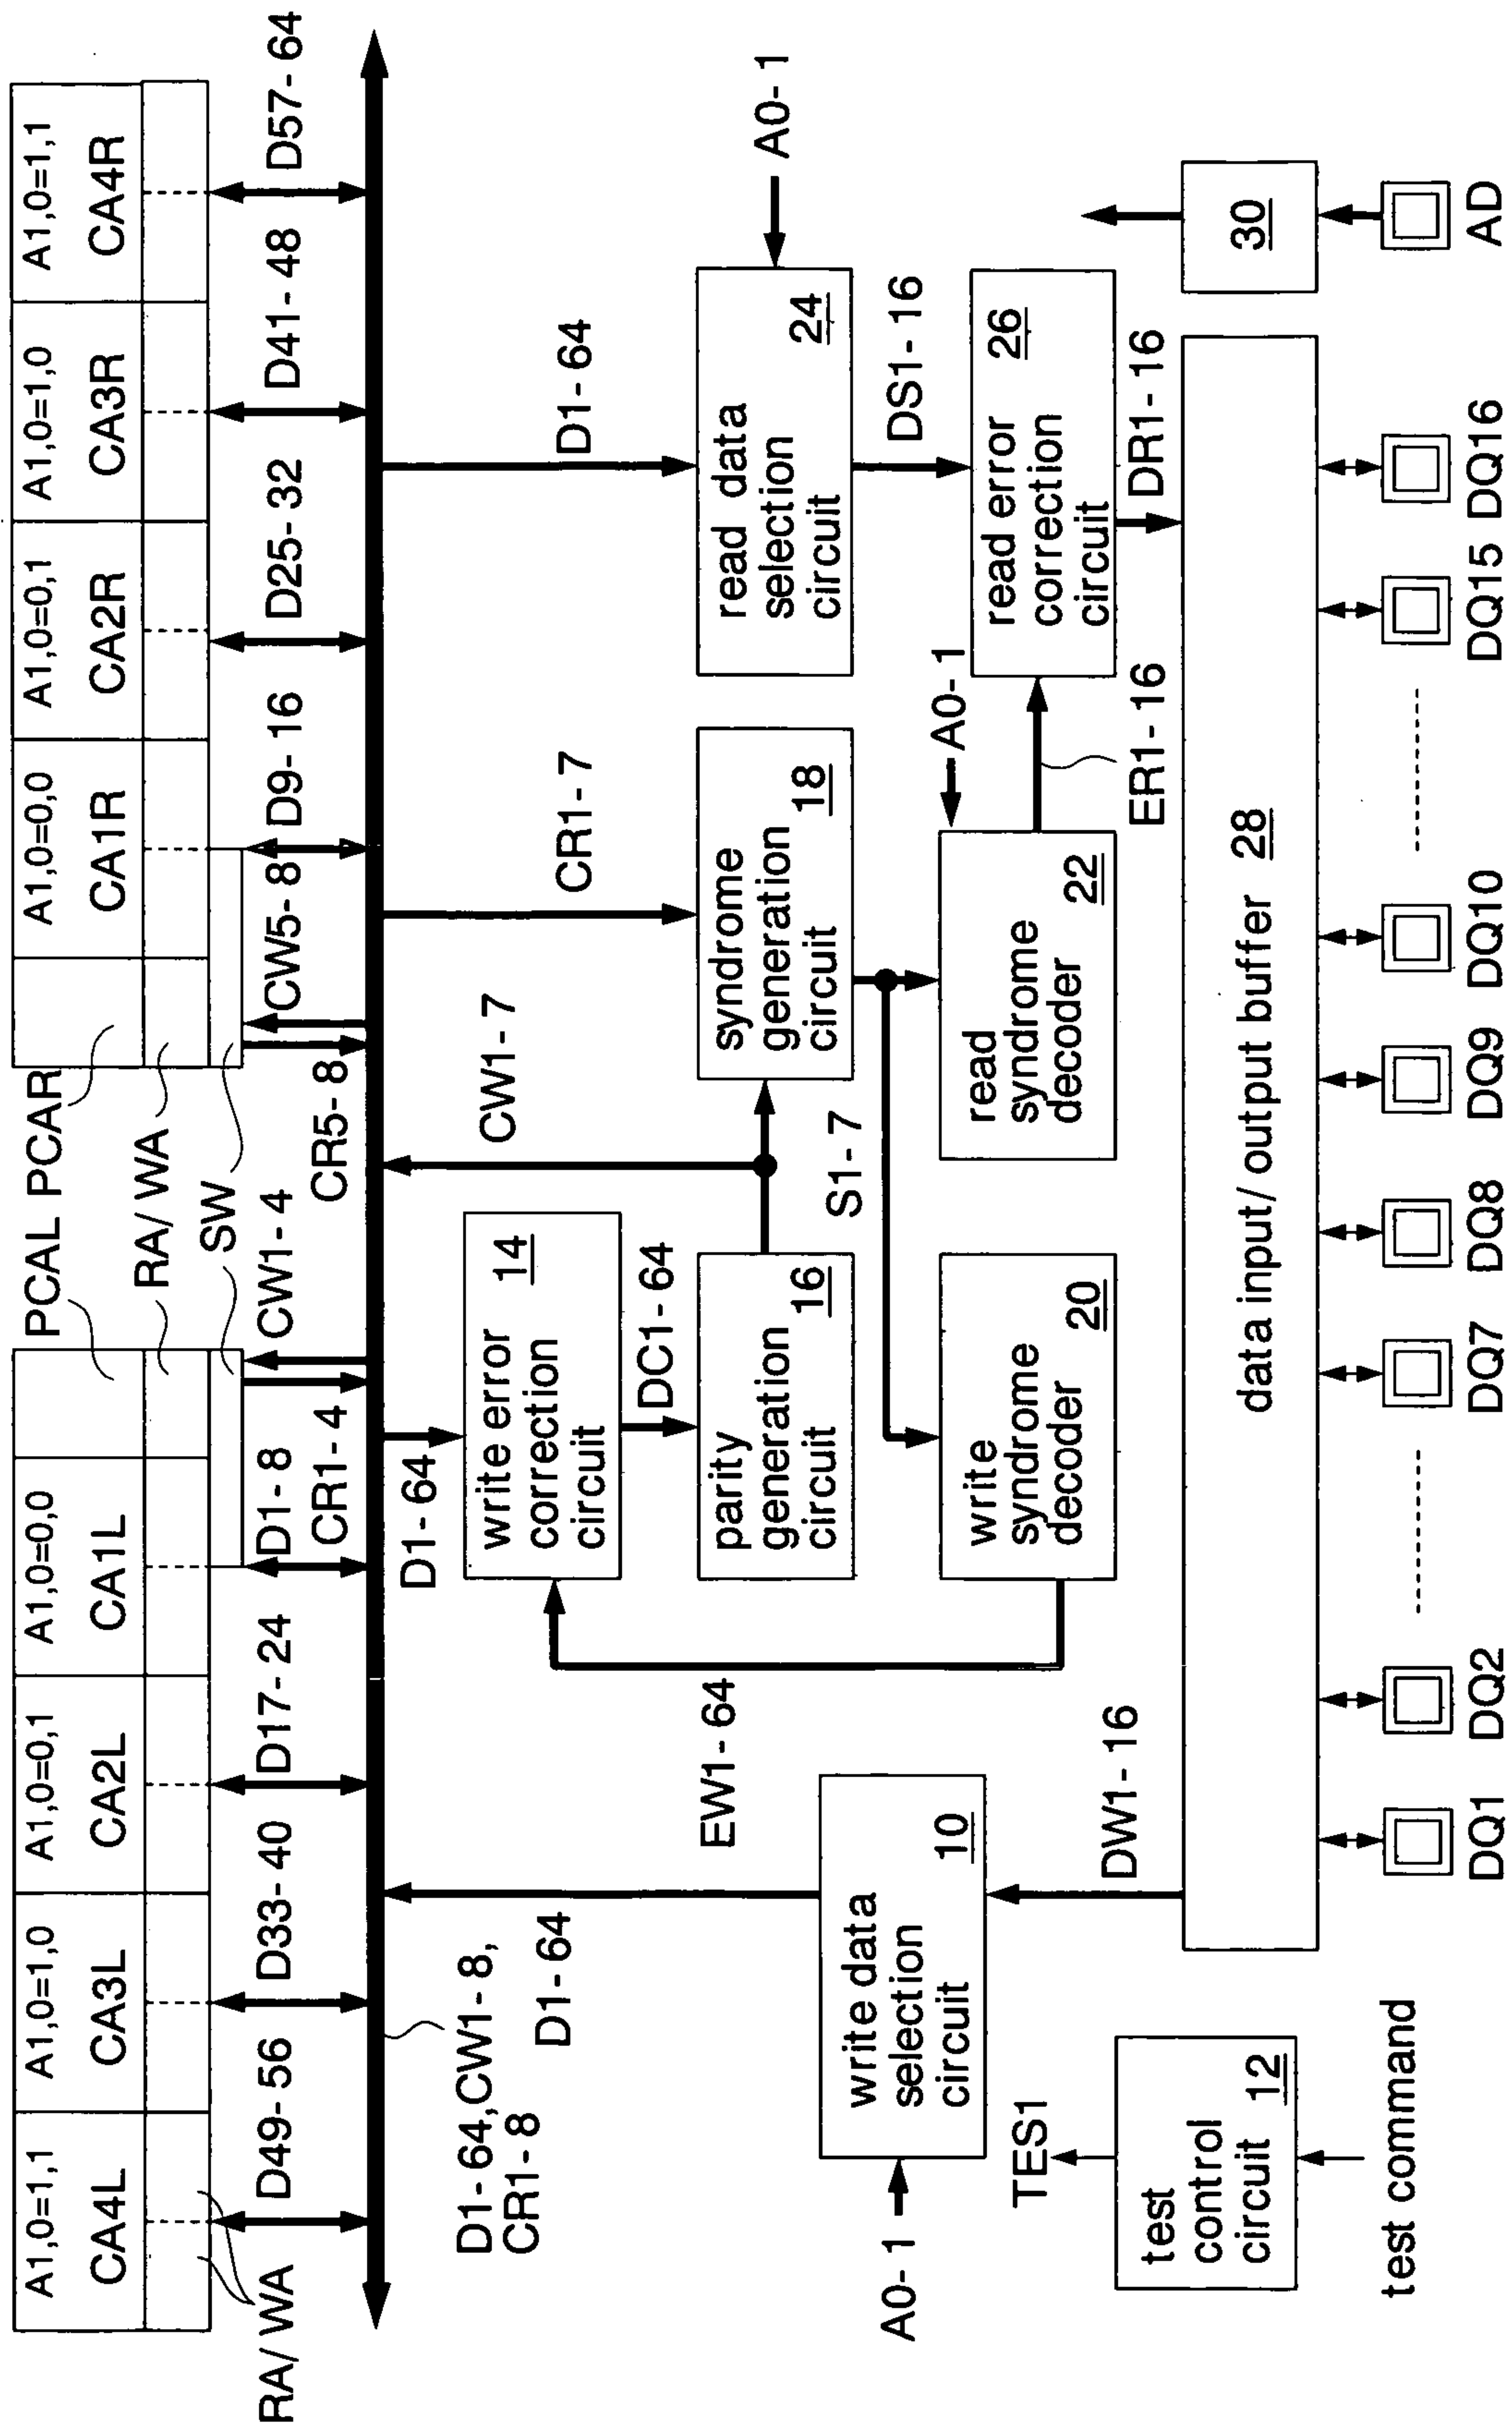 A1,0=1,1
A1,0=1,0
A1,0=0,1
A1,0=0,0
PCAL PCAR
A1,0=0,0
A1,0=0,1
A1,0=1,0
A1,0=1,1
CA4L
CA3L
CA2L
CA1L
CA1R
CA2R
CA3R
CA4R
RA/ WA
RA/ WA
SW
D49- 56
D33- 40
D17- 24
D1- 8
CR1- 4
CW1- 4
CR5- 8
CW5- 8
D9- 16
D25- 32
D41- 48
D57- 64
D1- 64,CW1- 8,
CR1- 8
D1- 64
D1- 64
CW1- 7
CR1- 7
D1- 64
write error
correction
circuit
14
DC1- 64
parity
generation
circuit
16
syndrome
generation
circuit
18
read data
selection
circuit
24
A0- 1
EW1- 64
S1- 7
DS1- 16
A0- 1
write data
selection
circuit
10
write
syndrome
decoder
20
read
syndrome
decoder
22
A0- 1
read error
correction
circuit
26
TES1
DW1- 16
ER1- 16
DR1- 16
test
control
circuit
12
test command
data input/ output buffer 28
30
DQ1
DQ2
DQ7
DQ8
DQ9
DQ10
DQ15
DQ16
AD